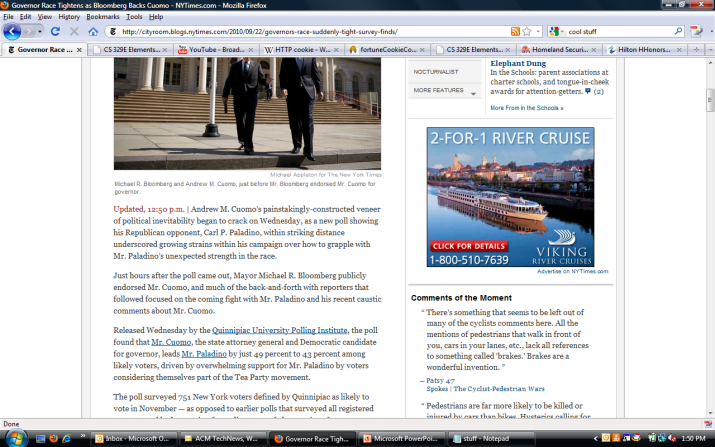 Governor Race Tightens as Bloomberg Backs Cuomo - NYTimes.com - Mozilla Firefox
File Edit View History Bookmarks Tools Help
http://cityroom.blogs.nytimes.com/2010/09/22/governors-race-suddenly-tight-survey-finds/
cool stuff
Governor Race ...
CS 329E Elements...
YouTube - Broad...
HTTP cookie - W...
fortuneCookieCo...
CS 329E Elements...
Homeland Securi...
Hilton HHonors...
Michael Appleton for The New York Times
Michael R. Bloomberg and Andrew M. Cuomo, just before Mr. Bloomberg endorsed Mr. Cuomo for
governor.
Updated, 12:50 p.m. | Andrew M. Cuomo's painstakingly-constructed veneer
of political inevitability began to crack on Wednesday, as a new poll showing
his Republican opponent, Carl P. Paladino, within striking distance
underscored growing strains within his campaign over how to grapple with
Mr. Paladino's unexpected strength in the race.
Just hours after the poll came out, Mayor Michael R. Bloomberg publicly
endorsed Mr. Cuomo, and much of the back-and-forth with reporters that
followed focused on the coming fight with Mr. Paladino and his recent caustic
comments about Mr. Cuomo.
Released Wednesday by the Quinnipiac University Polling Institute, the poll
found that Mr. Cuomo, the state attorney general and Democratic candidate
for governor, leads Mr. Paladino by just 49 percent to 43 percent among
likely voters, driven by overwhelming support for Mr. Paladino by voters
considering themselves part of the Tea Party movement.
The poll surveyed 751 New York voters defined by Quinnipiac as likely to
vote in November — as opposed to earlier polls that surveyed all registered
NOCTURNALIST
MORE FEATURES
Elephant Dung
In the Schools: parent associations at
charter schools, and tongue-in-cheek
awards for attention-getters. (2)
More From in the Schools »
2-FOR-1 RIVER CRUISE
CLICK FOR DETAILS
1-800-510-7639
VIKING
RIVER CRUISES
Advertise on NYTimes.com
Comments of the Moment
“ There's something that seems to be left out of
many of the cyclists comments here. All the
mentions of pedestrians that walk in front of
you, cars in your lanes, etc., lack all references
to something called 'brakes.' Brakes are a
wonderful invention. ”
— Patsy 47
Spokes | The Cyclist-Pedestrian Wars
“ Pedestrians are far more likely to be killed or
injured by cars than bikes. Hysterics calling for
Done
Inbox - Microsoft O...
ACM TechNews, W...
Governor Race Tigh...
Microsoft PowerPoi...
stuff - Notepad
1:50 PM